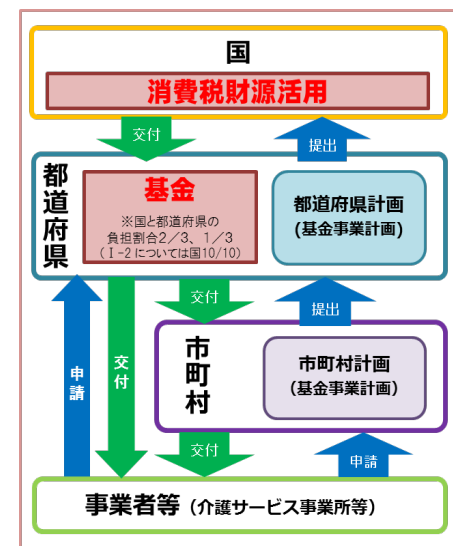 国
消費税財源活用
交付
提出
都道府県
基金
※国と都道府県の
負担割合2／3、1／3
(Ⅰ-2については国10/10)
都道府県計画
(基金事業計画)
交付
提出
申請
交付
市町村
市町村計画
(基金事業計画)
交付
申請
事業者等（介護サービス事業所等）